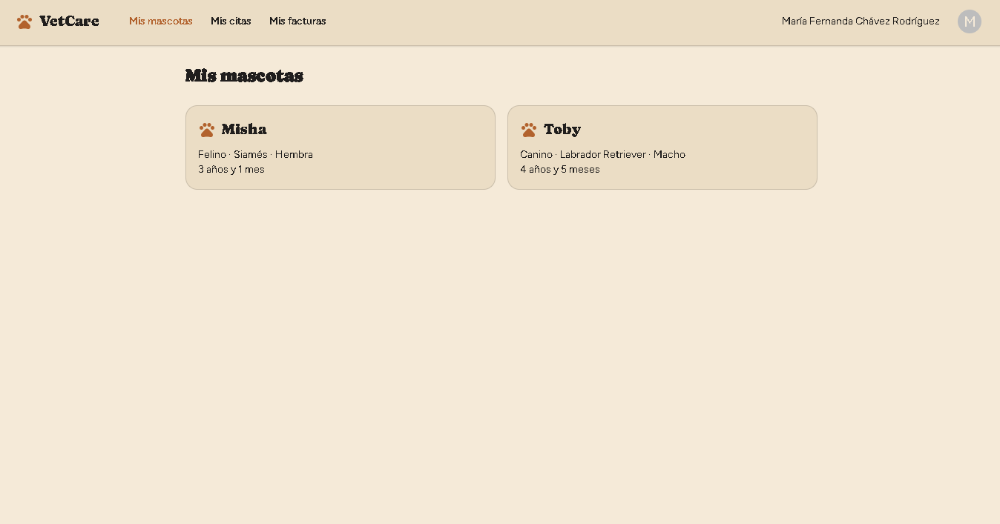 VetCare
Mis mascotas
Mis citas
Mis facturas
María Fernanda Chávez Rodríguez
M
Mis mascotas
Misha
Felino · Siamés · Hembra
3 años y 1 mes
Toby
Canino · Labrador Retriever · Macho
4 años y 5 meses